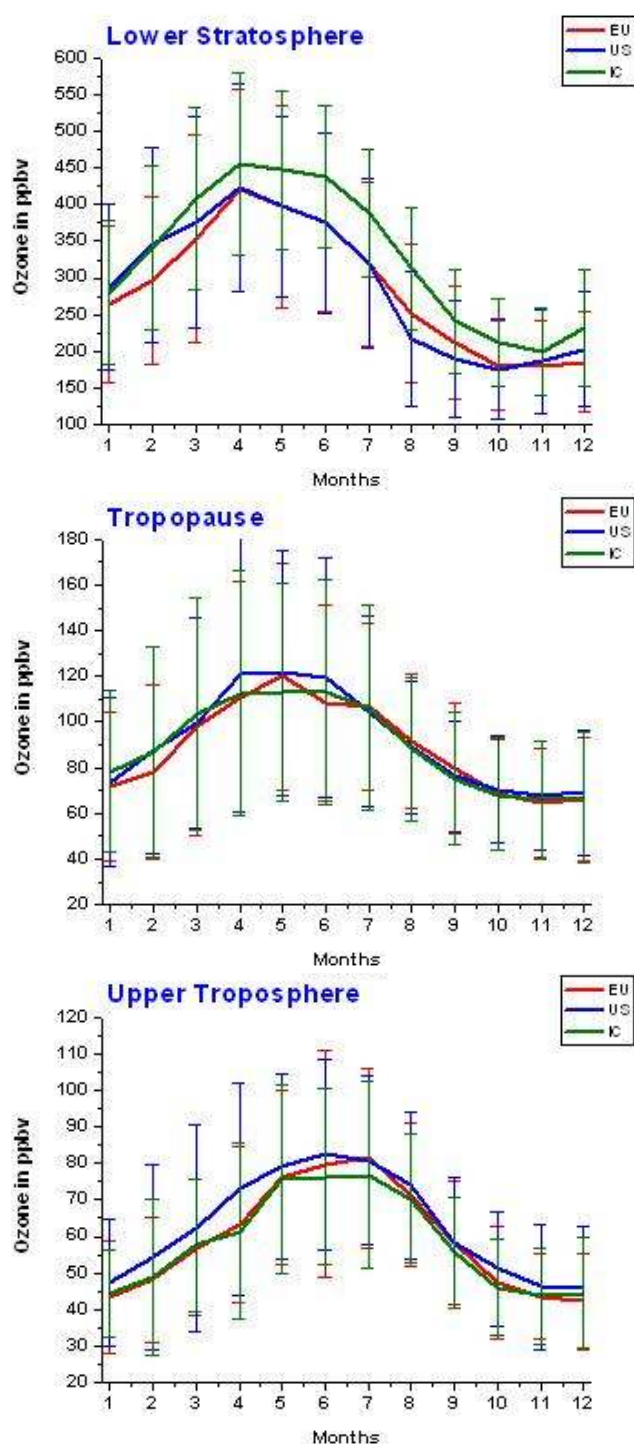 Lower Stratosphere
EU
US
IC
Ozone in ppbv
600
550
500
450
400
350
300
250
200
150
100
1 2 3 4 5 6 7 8 9 10 11 12
Months
Tropopause
EU
US
IC
Ozone in ppbv
180
160
140
120
100
80
60
40
20
1 2 3 4 5 6 7 8 9 10 11 12
Months
Upper Troposphere
EU
US
IC
Ozone in ppbv
120
110
100
90
80
70
60
50
40
30
20
1 2 3 4 5 6 7 8 9 10 11 12
Months